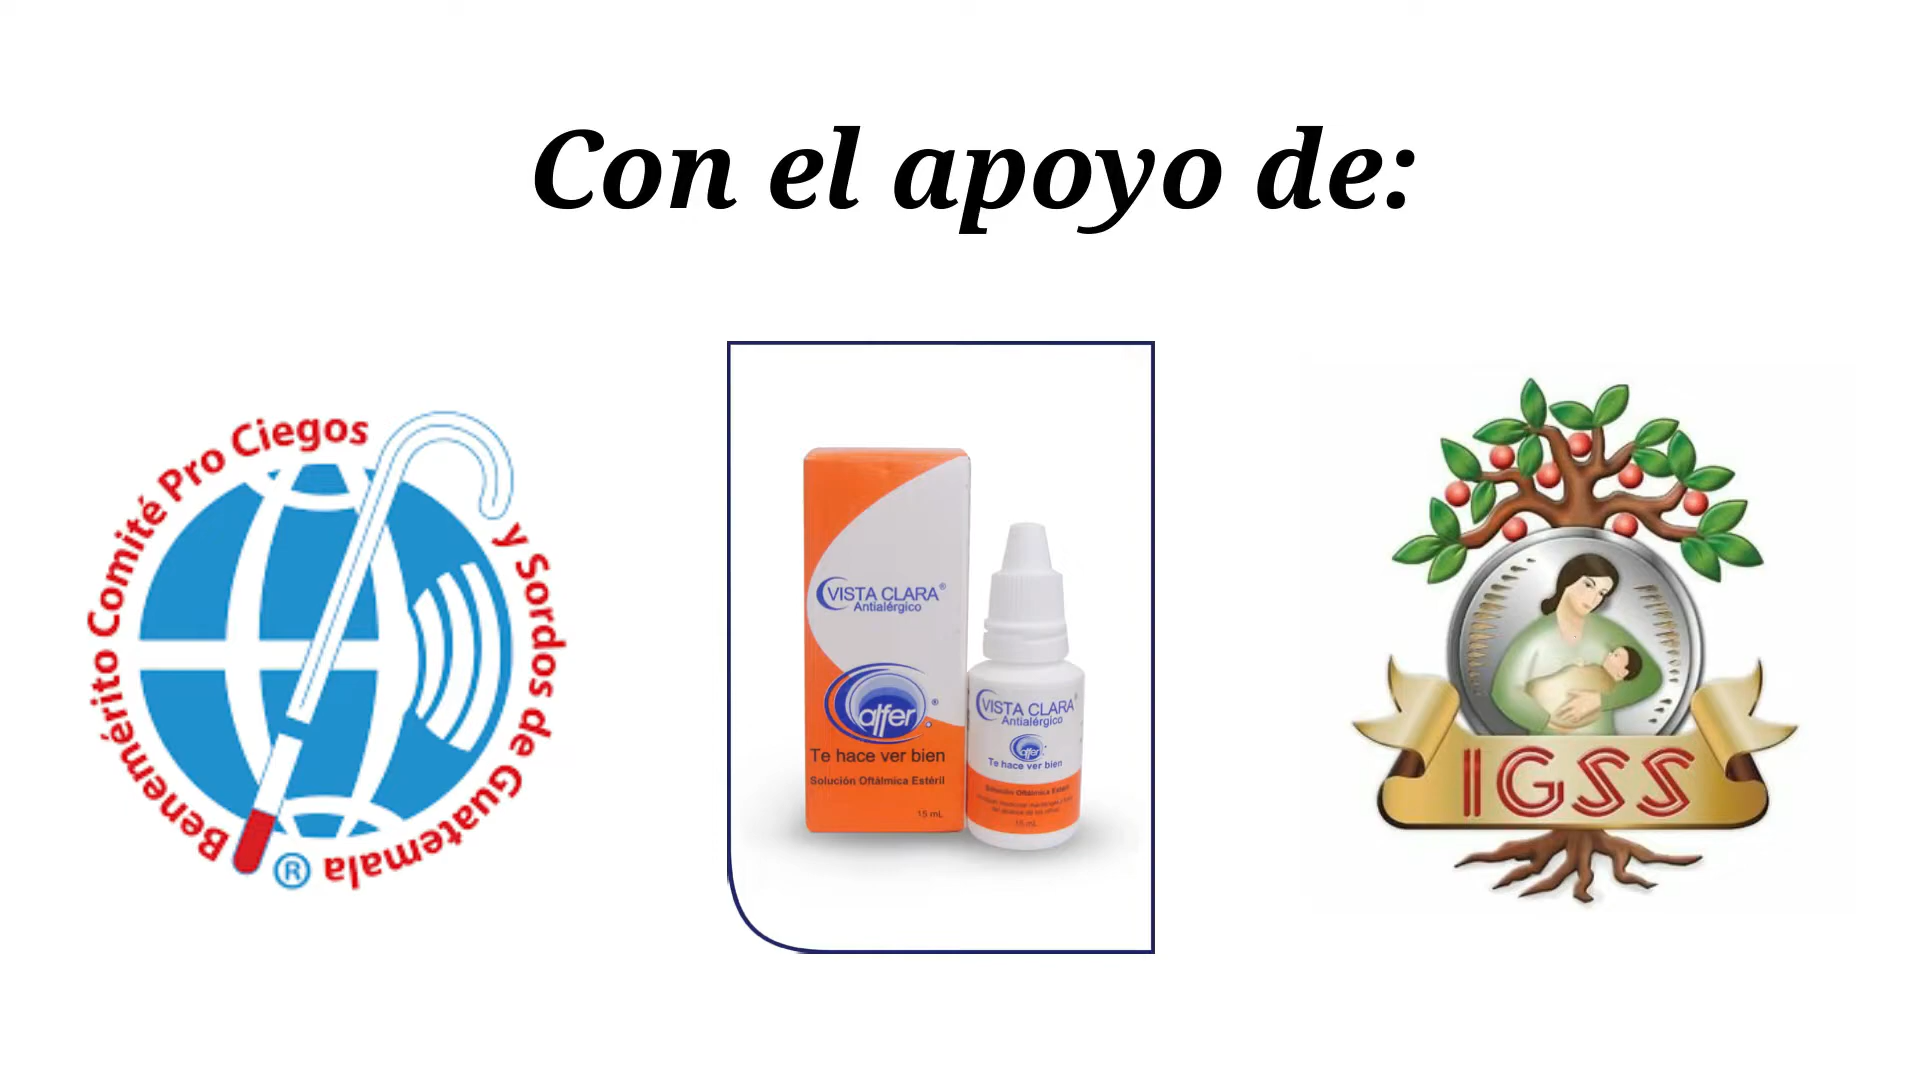 Con el apoyo de:
Benemérito Comité Pro Ciegos y Sordos de Guatemala ®
VISTA CLARA®
Antialérgico
alfer®
Te hace ver bien
Solución Oftálmica Estéril
15 mL
VISTA CLARA®
Antialérgico
alfer
Te hace ver bien
Solución Oftálmica Estéril
15 mL
IGSS